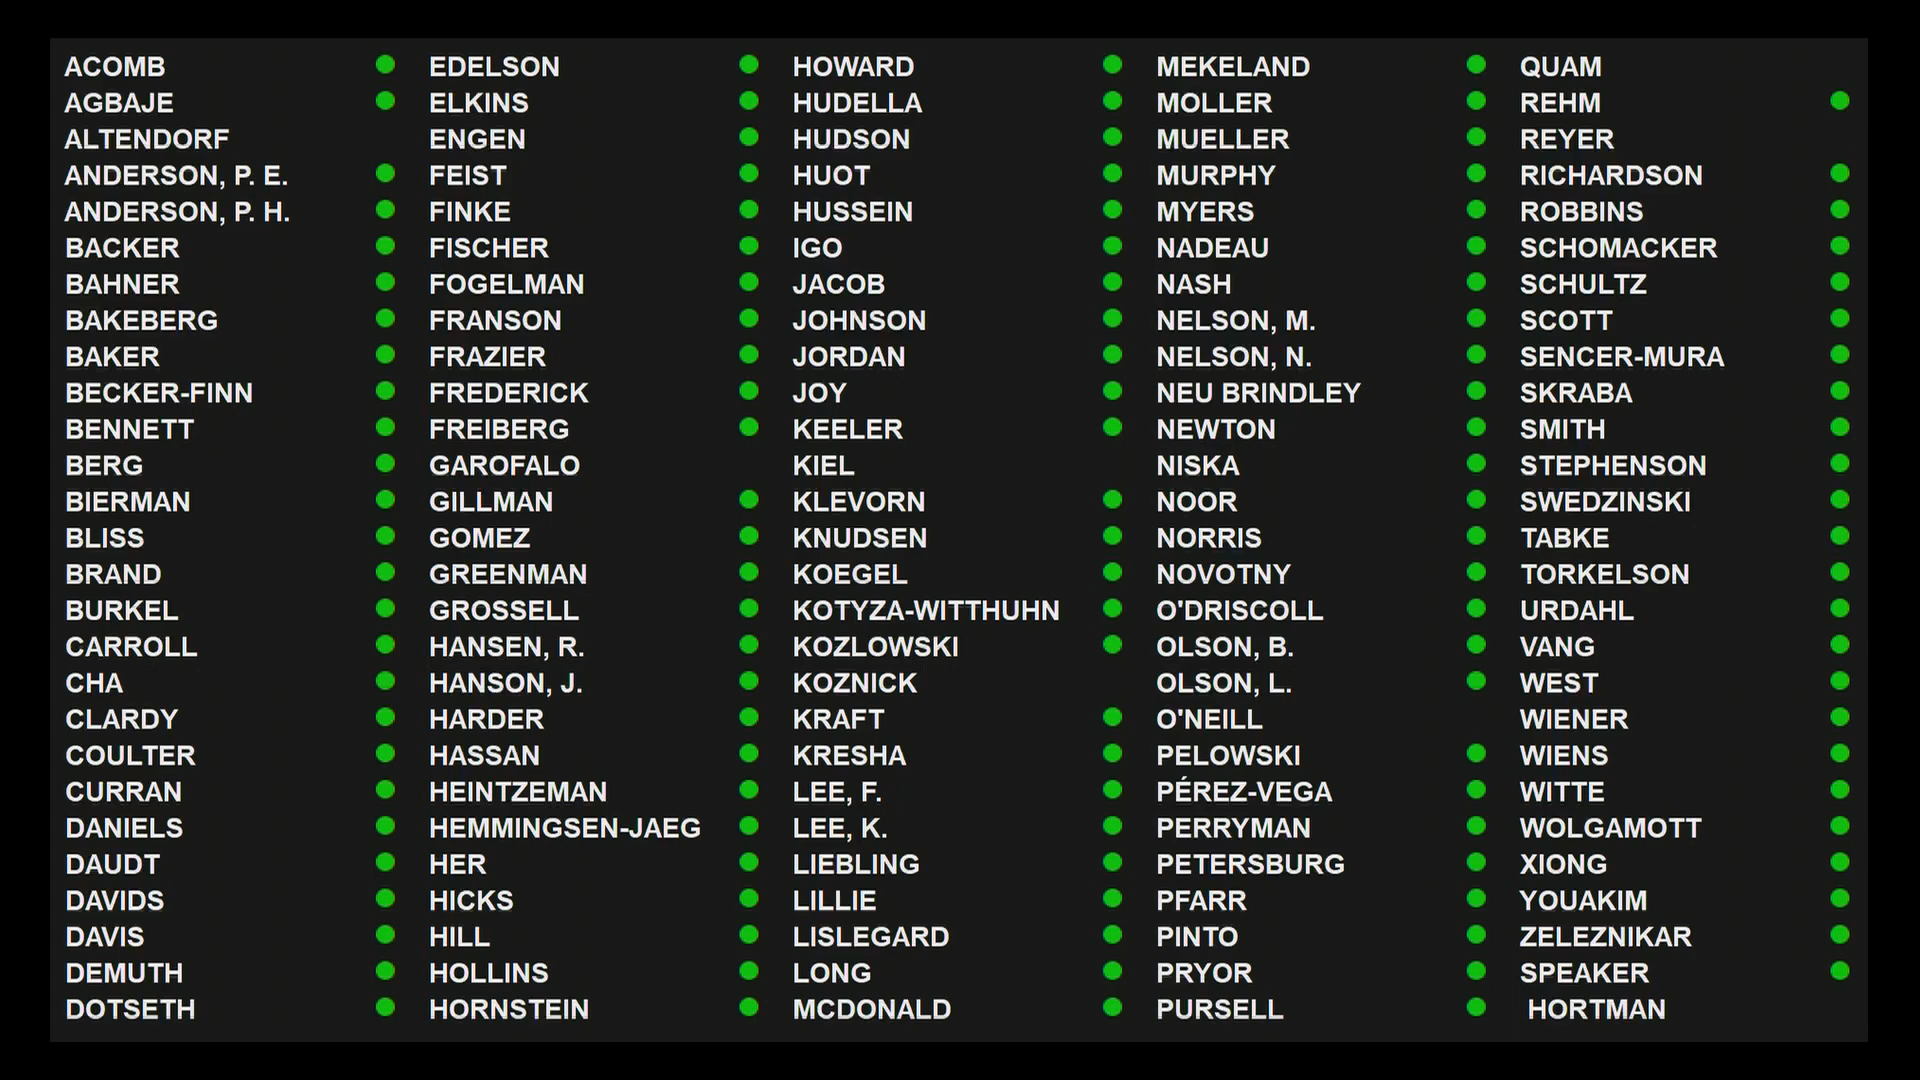 ACOMB EDELSON HOWARD MEKELAND QUAM
AGBAJE ELKINS HUDELLA MOLLER REHM
ALTENDORF ENGEN HUDSON MUELLER REYER
ANDERSON, P. E. FEIST HUOT MURPHY RICHARDSON
ANDERSON, P. H. FINKE HUSSEIN MYERS ROBBINS
BACKER FISCHER IGO NADEAU SCHOMACKER
BAHNER FOGELMAN JACOB NASH SCHULTZ
BAKEBERG FRANSON JOHNSON NELSON, M. SCOTT
BAKER FRAZIER JORDAN NELSON, N. SENCER-MURA
BECKER-FINN FREDERICK JOY NEU BRINDLEY SKRABA
BENNETT FREIBERG KEELER NEWTON SMITH
BERG GAROFALO KIEL NISKA STEPHENSON
BIERMAN GILLMAN KLEVORN NOOR SWEDZINSKI
BLISS GOMEZ KNUDSEN NORRIS TABKE
BRAND GREENMAN KOEGEL NOVOTNY TORKELSON
BURKEL GROSSELL KOTYZA-WITTHUHN O'DRISCOLL URDAHL
CARROLL HANSEN, R. KOZLOWSKI OLSON, B. VANG
CHA HANSON, J. KOZNICK OLSON, L. WEST
CLARDY HARDER KRAFT O'NEILL WIENER
COULTER HASSAN KRESHA PELOWSKI WIENS
CURRAN HEINTZEMAN LEE, F. PÉREZ-VEGA WITTE
DANIELS HEMMINGSEN-JAEG LEE, K. PERRYMAN WOLGAMOTT
DAUDT HER LIEBLING PETERSBURG XIONG
DAVIDS HICKS LILLIE PFARR YOUAKIM
DAVIS HILL LISLEGARD PINTO ZELEZNIKAR
DEMUTH HOLLINS LONG PRYOR SPEAKER
DOTSETH HORNSTEIN MCDONALD PURSELL HORTMAN